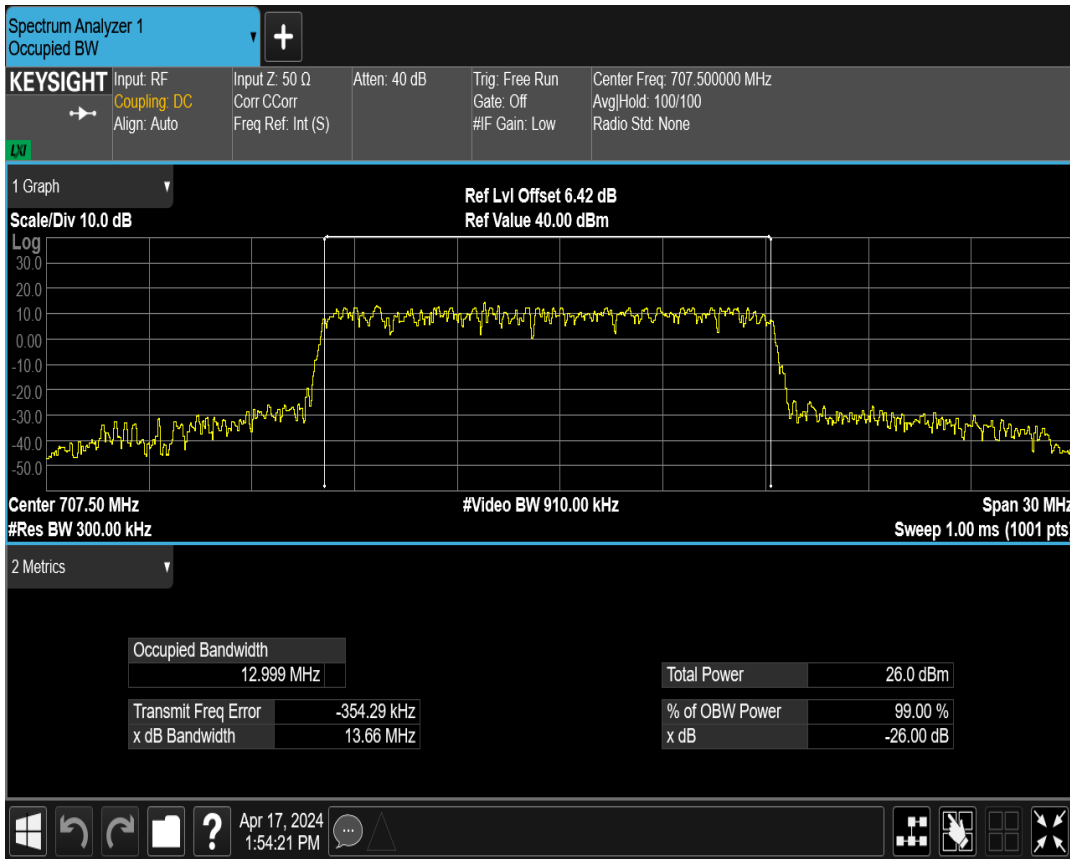 Spectrum Analyzer 1
Occupied BW
+
KEYSIGHT
LXI
Input: RF
Coupling: DC
Align: Auto
Input Z: 50 Ω
Corr CCorr
Freq Ref: Int (S)
Atten: 40 dB
Trig: Free Run
Gate: Off
#IF Gain: Low
Center Freq: 707.500000 MHz
Avg|Hold: 100/100
Radio Std: None
1 Graph
Scale/Div 10.0 dB
Ref Lvl Offset 6.42 dB
Ref Value 40.00 dBm
Log
30.0
20.0
10.0
0.00
-10.0
-20.0
-30.0
-40.0
-50.0
Center 707.50 MHz
#Video BW 910.00 kHz
Span 30 MHz
#Res BW 300.00 kHz
Sweep 1.00 ms (1001 pts)
2 Metrics
Occupied Bandwidth
12.999 MHz
Total Power 26.0 dBm
Transmit Freq Error -354.29 kHz
% of OBW Power 99.00 %
x dB Bandwidth 13.66 MHz
x dB -26.00 dB
?
Apr 17, 2024
1:54:21 PM